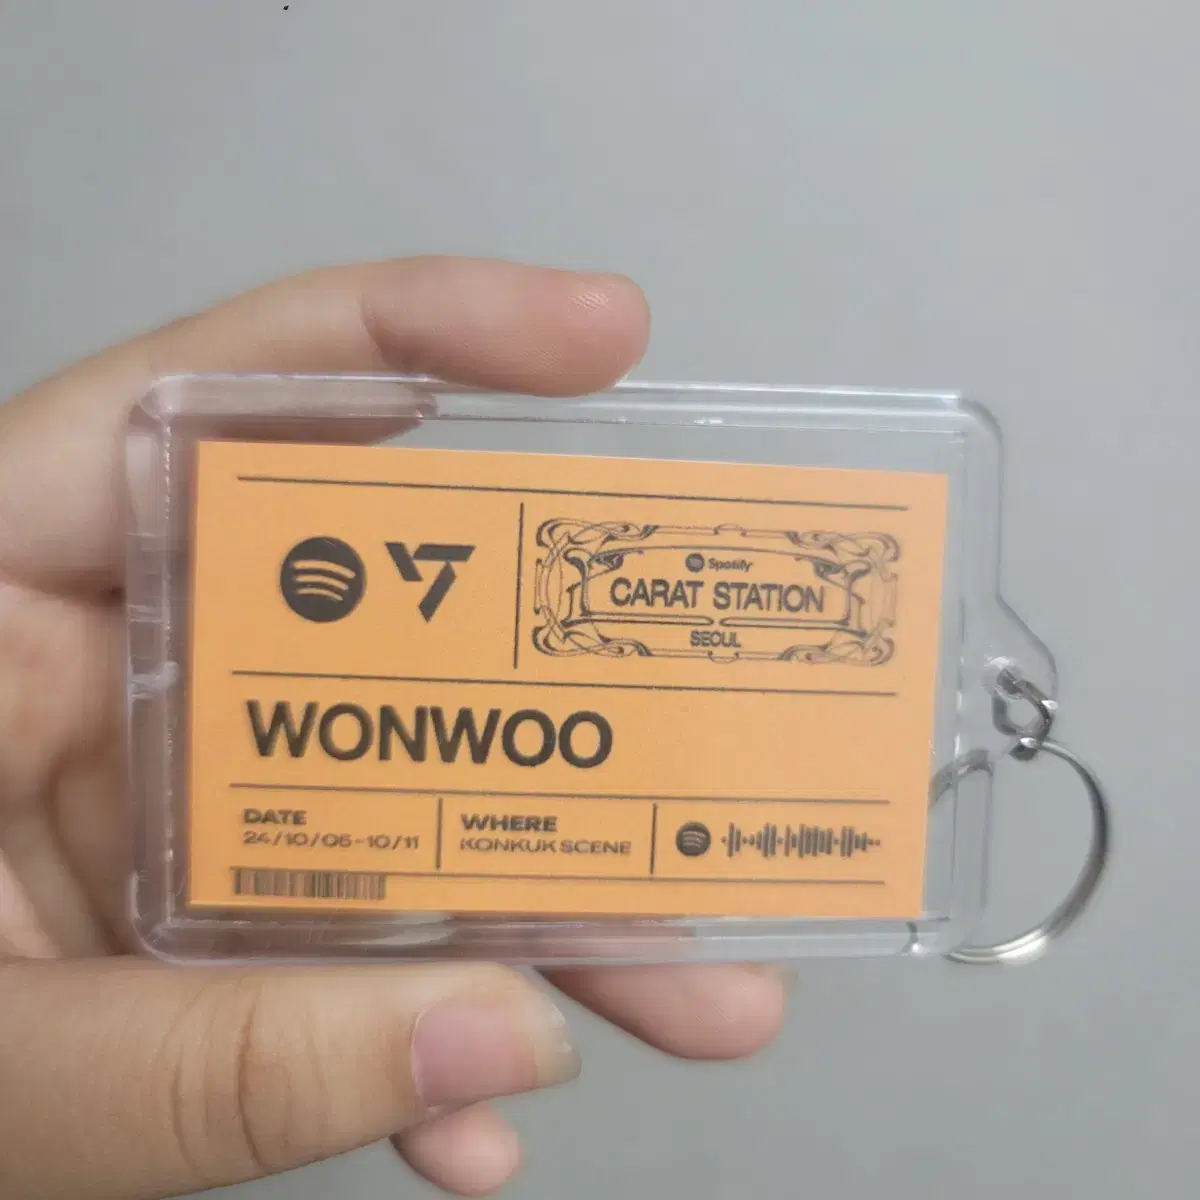 Spotify
CARAT STATION
SEOUL
WONWOO
DATE
24/10/05-10/11
WHERE
KONKUK SCENE